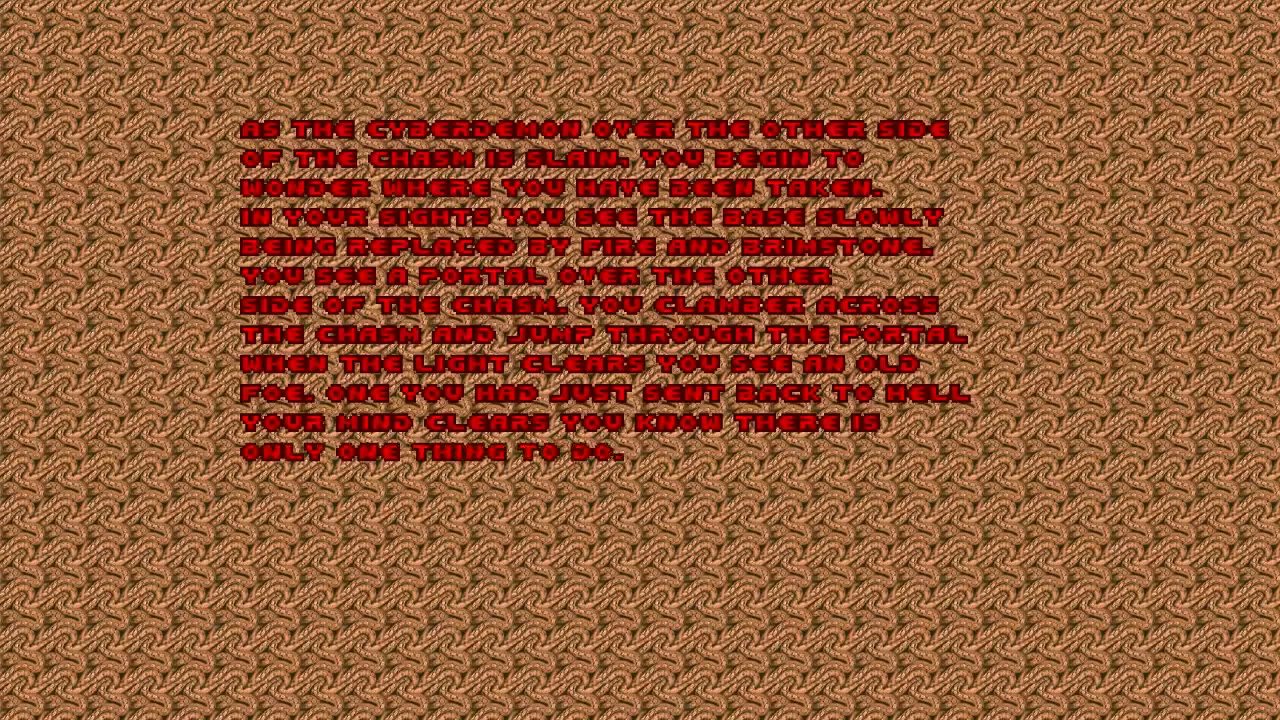 AS THE CYBERDEMON OVER THE OTHER SIDE
OF THE CHASM IS SLAIN, YOU BEGIN TO
WONDER WHERE YOU HAVE BEEN TAKEN.
IN YOUR SIGHTS YOU SEE THE BASE SLOWLY
BEING REPLACED BY FIRE AND BRIMSTONE.
YOU SEE A PORTAL OVER THE OTHER
SIDE OF THE CHASM. YOU CLAMBER ACROSS
THE CHASM AND JUMP THROUGH THE PORTAL
WHEN THE LIGHT CLEARS YOU SEE AN OLD
FOE. ONE YOU HAD JUST SENT BACK TO HELL
YOUR MIND CLEARS YOU KNOW THERE IS
ONLY ONE THING TO DO.